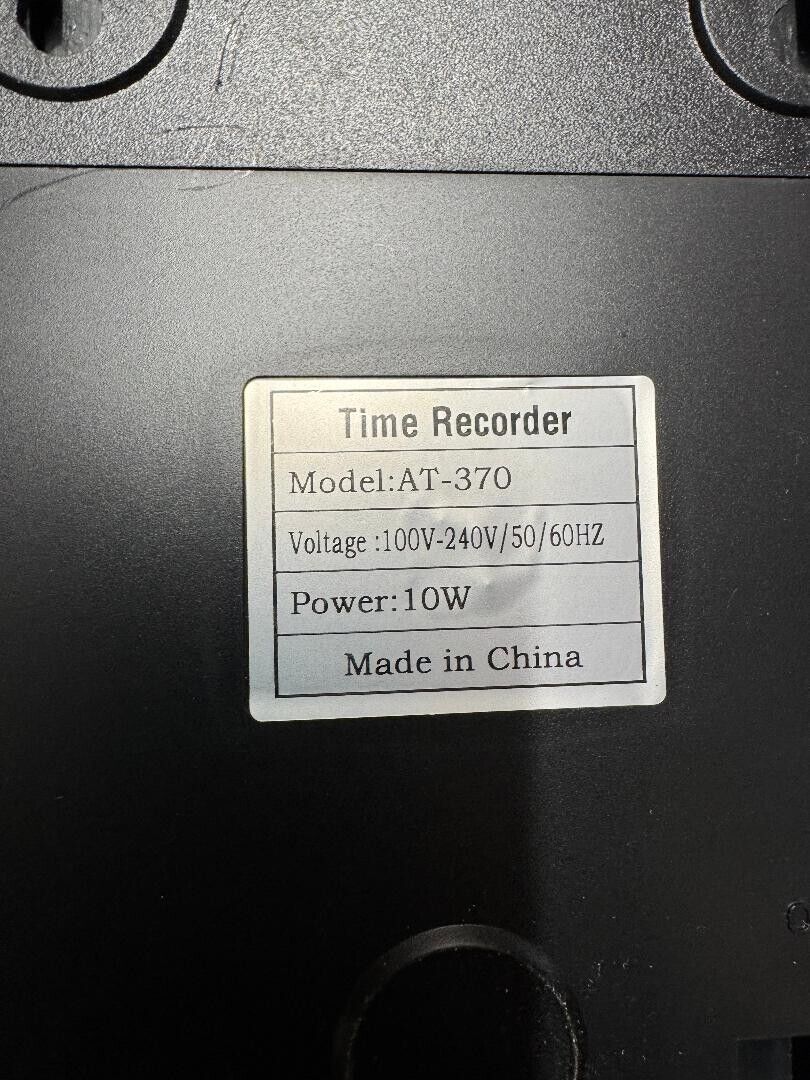 Time Recorder
Model:AT-370
Voltage :100V-240V/50/60HZ
Power:10W
Made in China